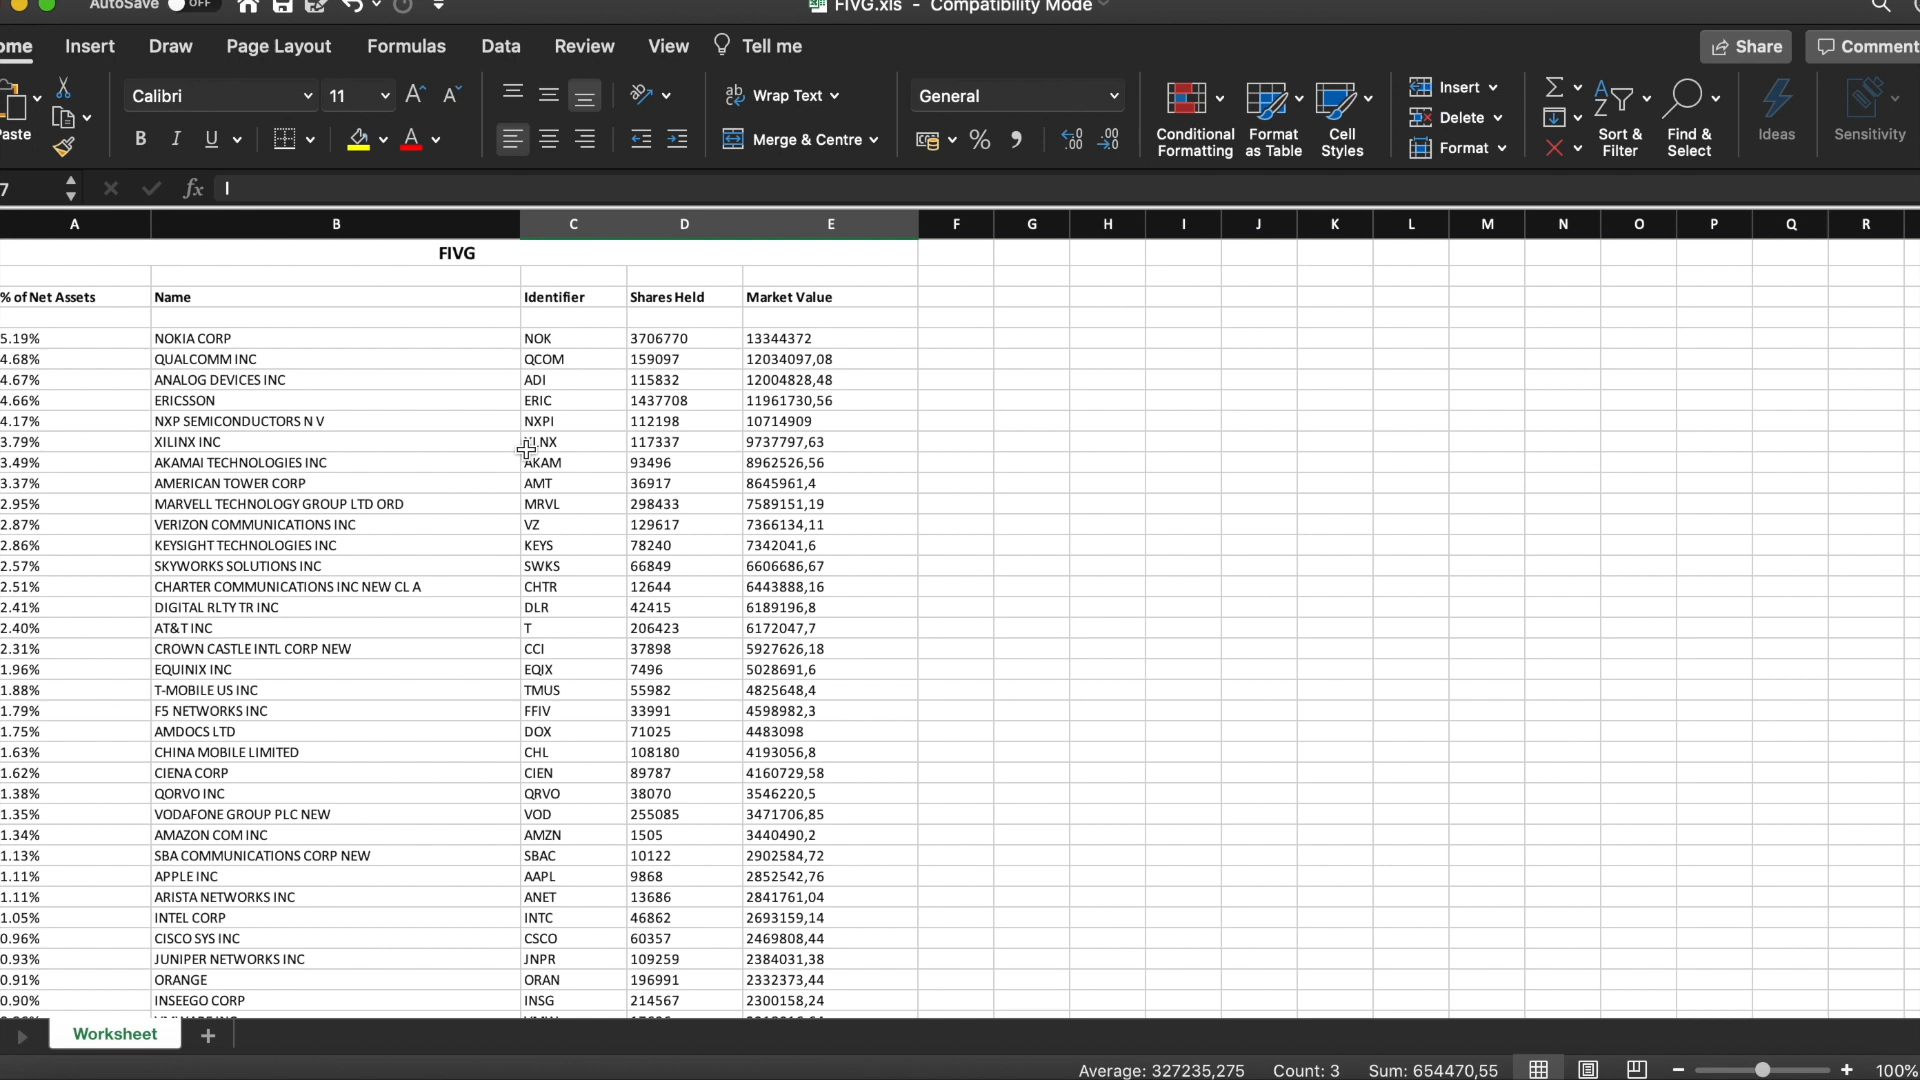 AutoSave OFF FIVG.xls - Compatibility Mode
ome Insert Draw Page Layout Formulas Data Review View Tell me Share Comment
aste Calibri 11 Wrap Text General Insert
B I U Merge & Centre % Delete
Conditional Formatting Format as Table Cell Styles Format Sort & Filter Find & Select Ideas Sensitivity
7 fx I
A B C D E F G H I J K L M N O P Q R
FIVG
% of Net Assets Name Identifier Shares Held Market Value
5.19% NOKIA CORP NOK 3706770 13344372
4.68% QUALCOMM INC QCOM 159097 12034097,08
4.67% ANALOG DEVICES INC ADI 115832 12004828,48
4.66% ERICSSON ERIC 1437708 11961730,56
4.17% NXP SEMICONDUCTORS N V NXPI 112198 10714909
3.79% XILINX INC XLNX 117337 9737797,63
3.49% AKAMAI TECHNOLOGIES INC AKAM 93496 8962526,56
3.37% AMERICAN TOWER CORP AMT 36917 8645961,4
2.95% MARVELL TECHNOLOGY GROUP LTD ORD MRVL 298433 7589151,19
2.87% VERIZON COMMUNICATIONS INC VZ 129617 7366134,11
2.86% KEYSIGHT TECHNOLOGIES INC KEYS 78240 7342041,6
2.57% SKYWORKS SOLUTIONS INC SWKS 66849 6606686,67
2.51% CHARTER COMMUNICATIONS INC NEW CL A CHTR 12644 6443888,16
2.41% DIGITAL RLTY TR INC DLR 42415 6189196,8
2.40% AT&T INC T 206423 6172047,7
2.31% CROWN CASTLE INTL CORP NEW CCI 37898 5927626,18
1.96% EQUINIX INC EQIX 7496 5028691,6
1.88% T-MOBILE US INC TMUS 55982 4825648,4
1.79% F5 NETWORKS INC FFIV 33991 4598982,3
1.75% AMDOCS LTD DOX 71025 4483098
1.63% CHINA MOBILE LIMITED CHL 108180 4193056,8
1.62% CIENA CORP CIEN 89787 4160729,58
1.38% QORVO INC QRVO 38070 3546220,5
1.35% VODAFONE GROUP PLC NEW VOD 255085 3471706,85
1.34% AMAZON COM INC AMZN 1505 3440490,2
1.13% SBA COMMUNICATIONS CORP NEW SBAC 10122 2902584,72
1.11% APPLE INC AAPL 9868 2852542,76
1.11% ARISTA NETWORKS INC ANET 13686 2841761,04
1.05% INTEL CORP INTC 46862 2693159,14
0.96% CISCO SYS INC CSCO 60357 2469808,44
0.93% JUNIPER NETWORKS INC JNPR 109259 2384031,38
0.91% ORANGE ORAN 196991 2332373,44
0.90% INSEEGO CORP INSG 214567 2300158,24
Worksheet +
Average: 327235,275 Count: 3 Sum: 654470,55 - + 100%